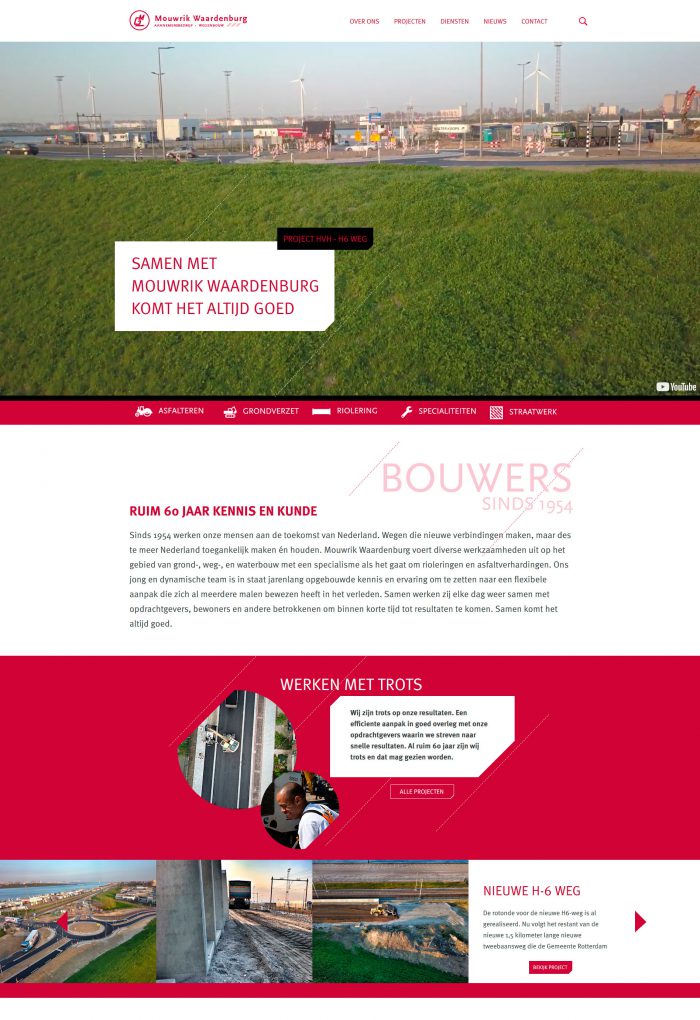 Mouwrik Waardenburg
AANNEMERSBEDRIJF - WEGENBOUW
OVER ONS PROJECTEN DIENSTEN NIEUWS CONTACT
PROJECT HVH - H6 WEG
SAMEN MET
MOUWRIK WAARDENBURG
KOMT HET ALTIJD GOED
YouTube
ASFALTEREN GRONDVERZET RIOLERING SPECIALITEITEN STRAATWERK
BOUWERS
SINDS 1954
RUIM 60 JAAR KENNIS EN KUNDE
Sinds 1954 werken onze mensen aan de toekomst van Nederland. Wegen die nieuwe verbindingen maken, maar des
te meer Nederland toegankelijk maken én houden. Mouwrik Waardenburg voert diverse werkzaamheden uit op het
gebied van grond-, weg-, en waterbouw met een specialisme als het gaat om rioleringen en asfaltverhardingen. Ons
jong en dynamische team is in staat jarenlang opgebouwde kennis en ervaring om te zetten naar een flexibele
aanpak die zich al meerdere malen bewezen heeft in het verleden. Samen werken zij elke dag weer samen met
opdrachtgevers, bewoners en andere betrokkenen om binnen korte tijd tot resultaten te komen. Samen komt het
altijd goed.
WERKEN MET TROTS
Wij zijn trots op onze resultaten. Een
efficiente aanpak in goed overleg met onze
opdrachtgevers waarin we streven naar
snelle resultaten. Al ruim 60 jaar zijn wij
trots en dat mag gezien worden.
ALLE PROJECTEN
NIEUWE H-6 WEG
De rotonde voor de nieuwe H6-weg is al
gerealiseerd. Nu volgt het restant van de
nieuwe 1,5 kilometer lange nieuwe
tweebaansweg die de Gemeente Rotterdam
BEKIJK PROJECT